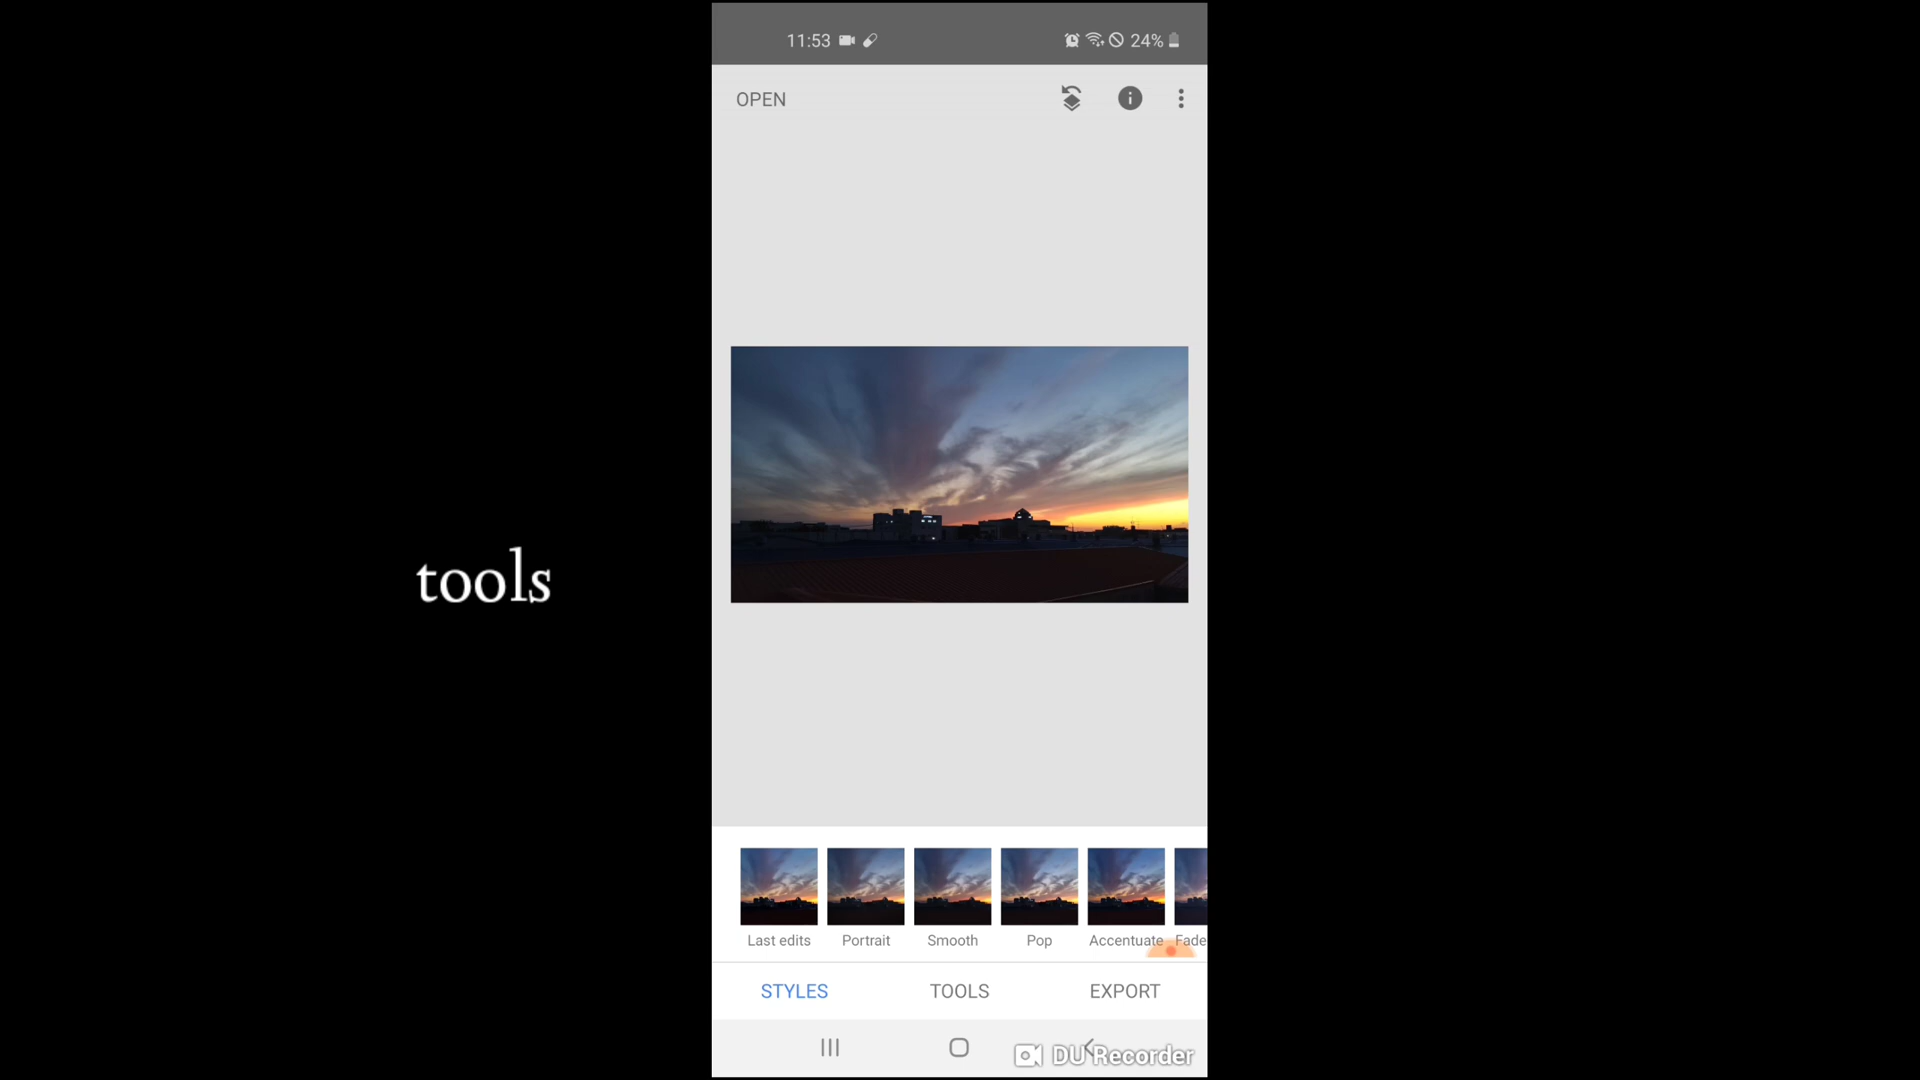 11:53
24%
OPEN
tools
Last edits
Portrait
Smooth
Pop
Accentuate
Fade
STYLES
TOOLS
EXPORT
DU Recorder